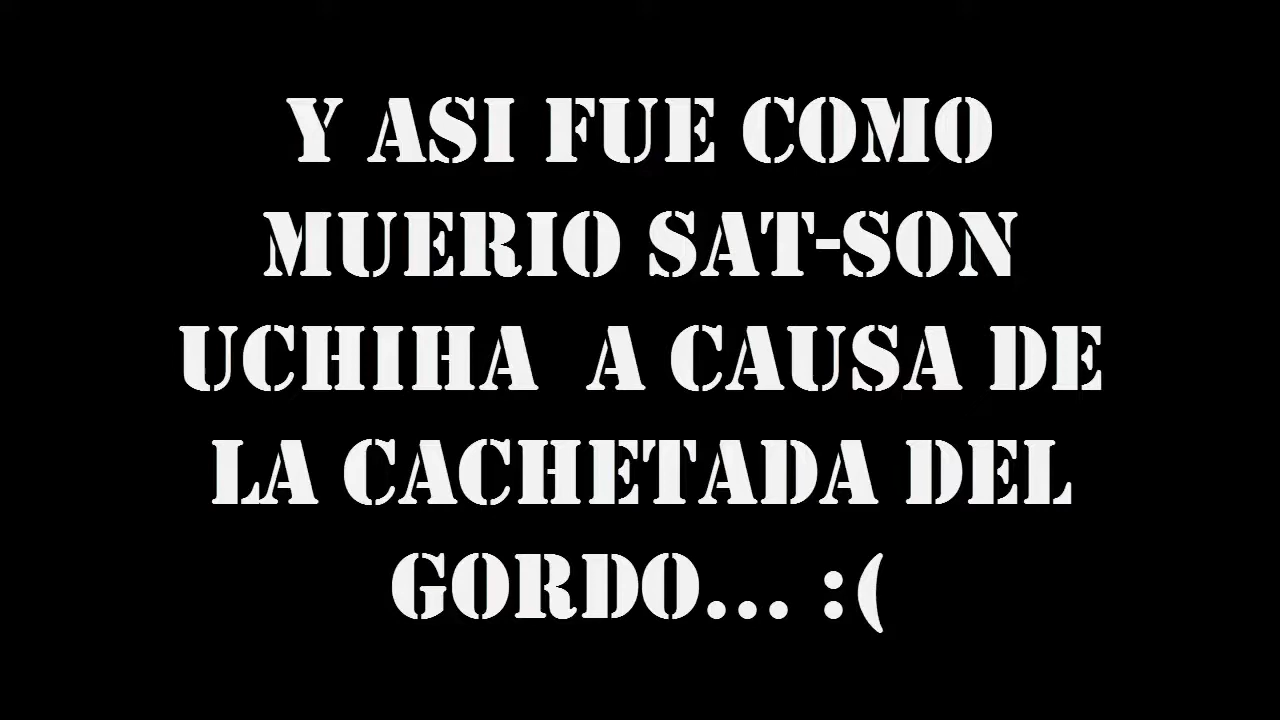 Y ASI FUE COMO
MUERIO SAT-SON
UCHIHA A CAUSA DE
LA CACHETADA DEL
GORDO... :(